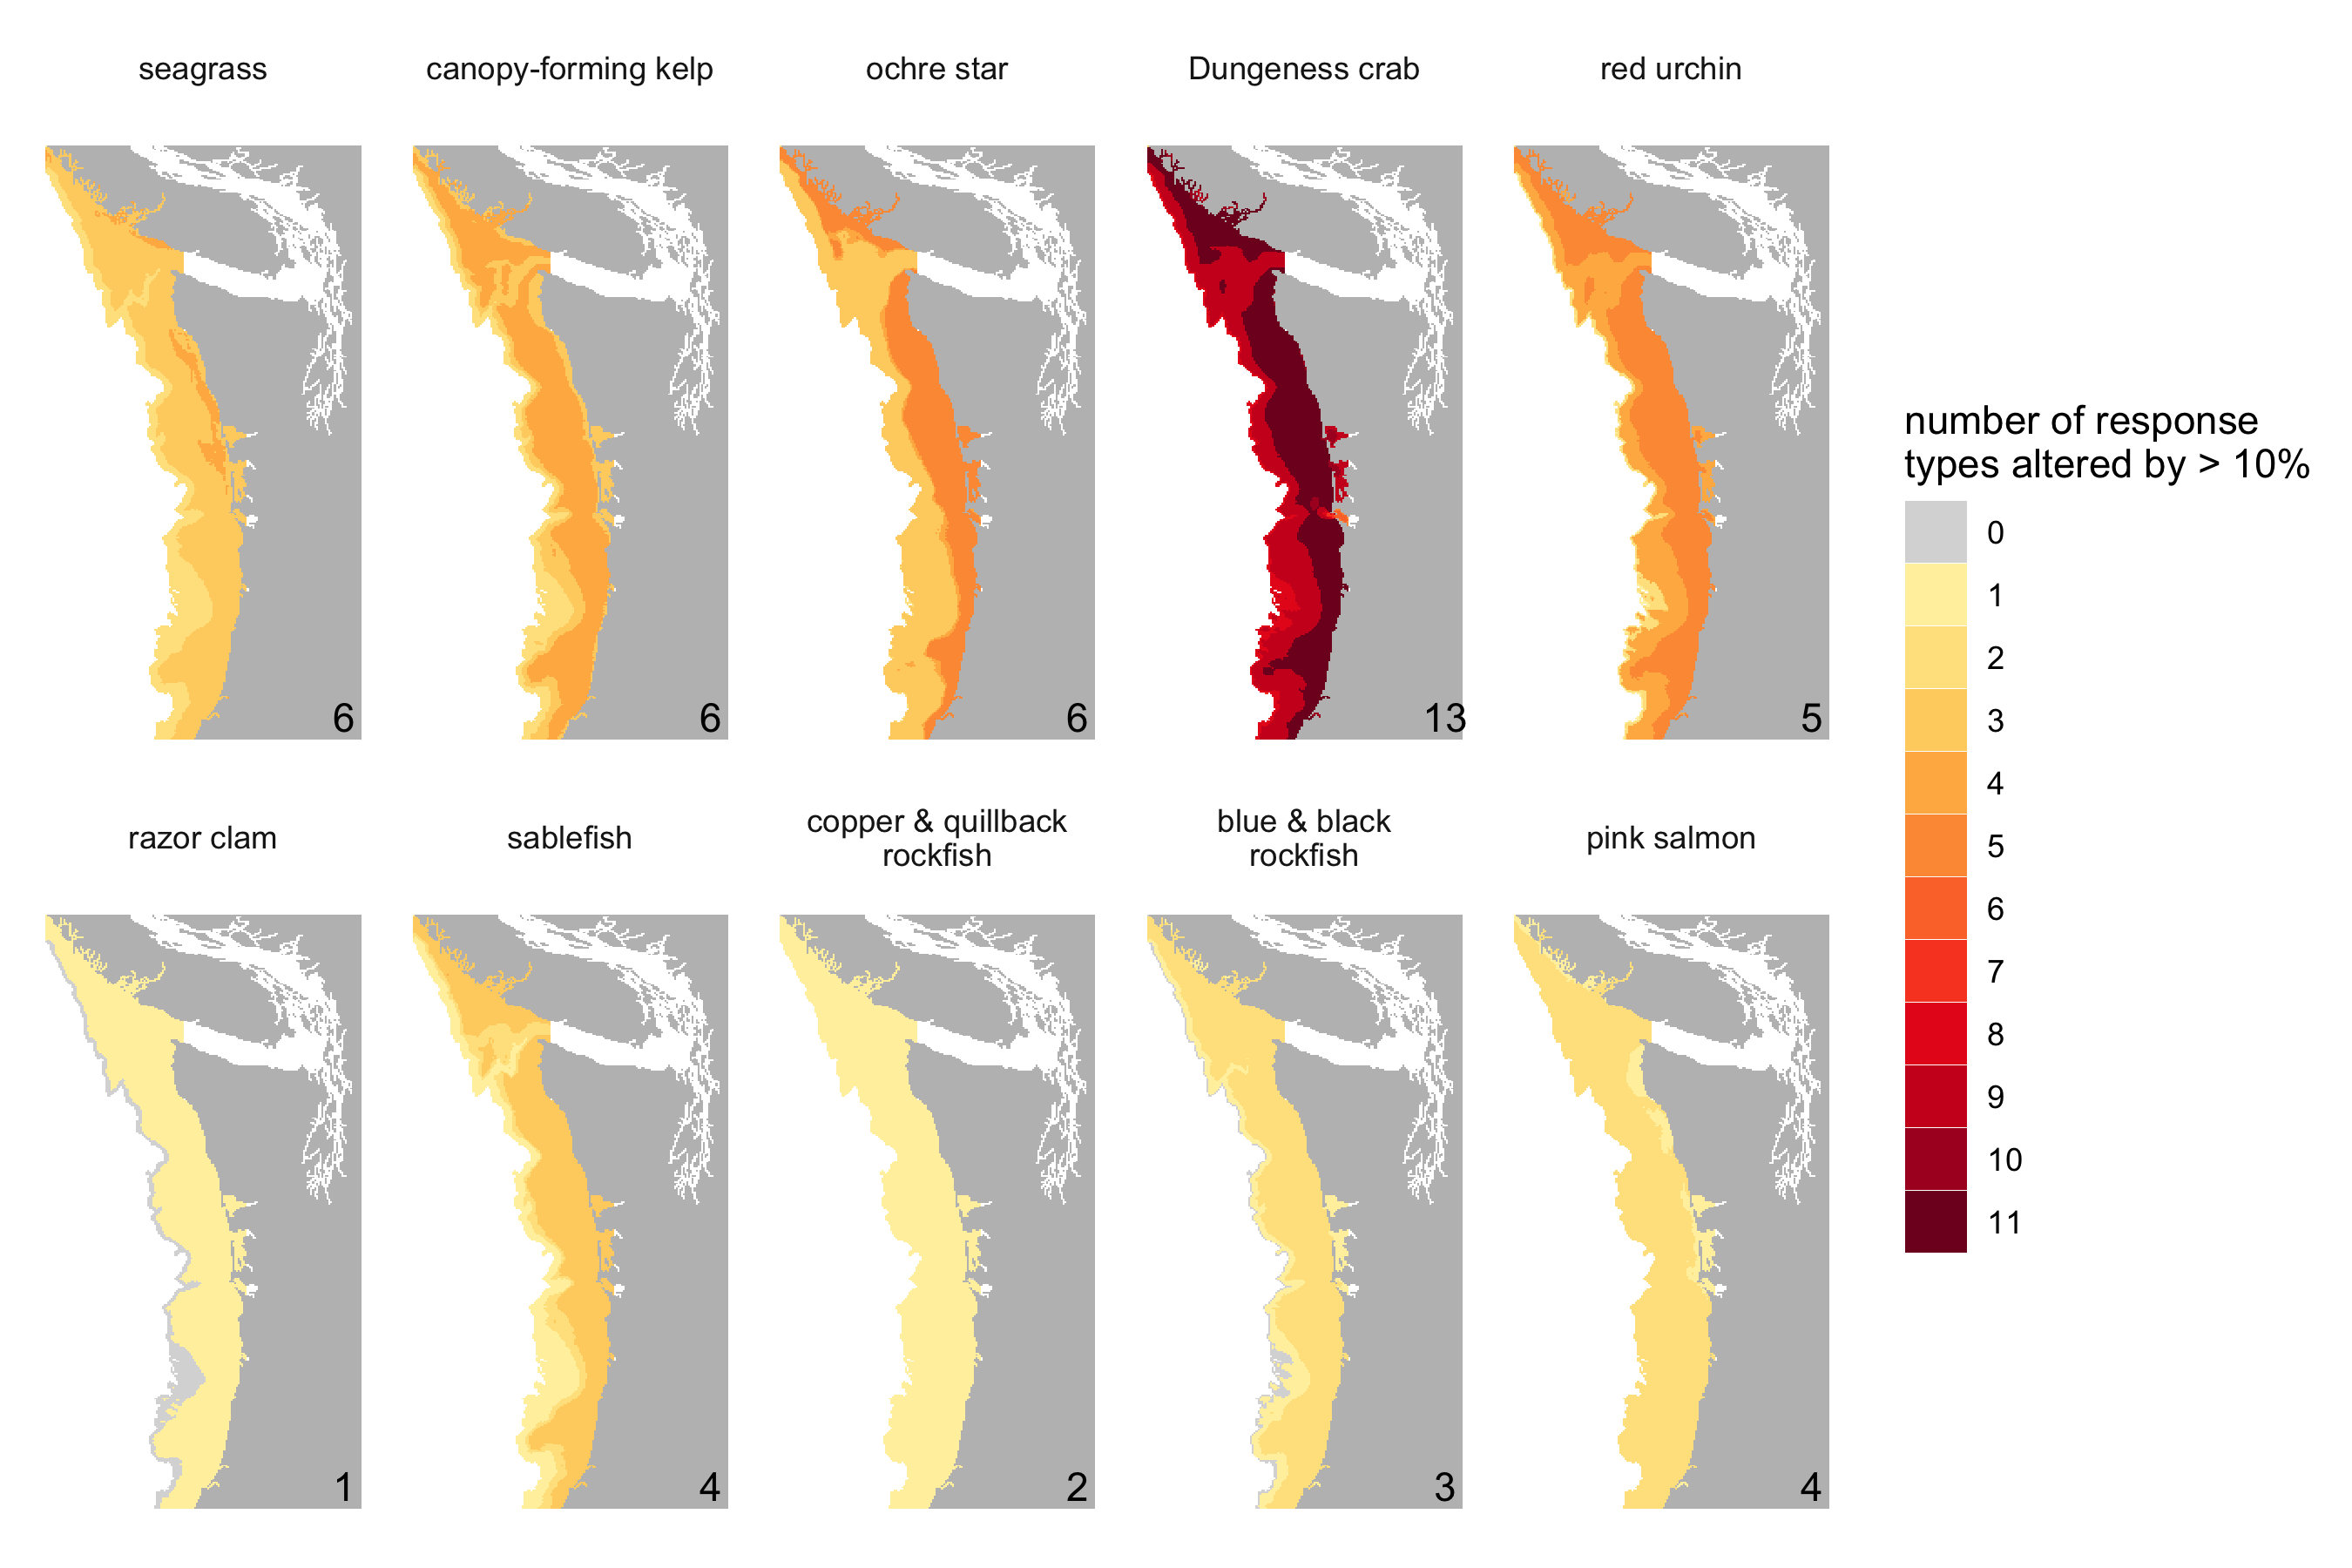 seagrass
canopy-forming kelp
ochre star
Dungeness crab
red urchin
6
6
6
13
5
razor clam
sablefish
copper & quillback
rockfish
blue & black
rockfish
pink salmon
1
4
2
3
4
number of response
types altered by > 10%
0
1
2
3
4
5
6
7
8
9
10
11